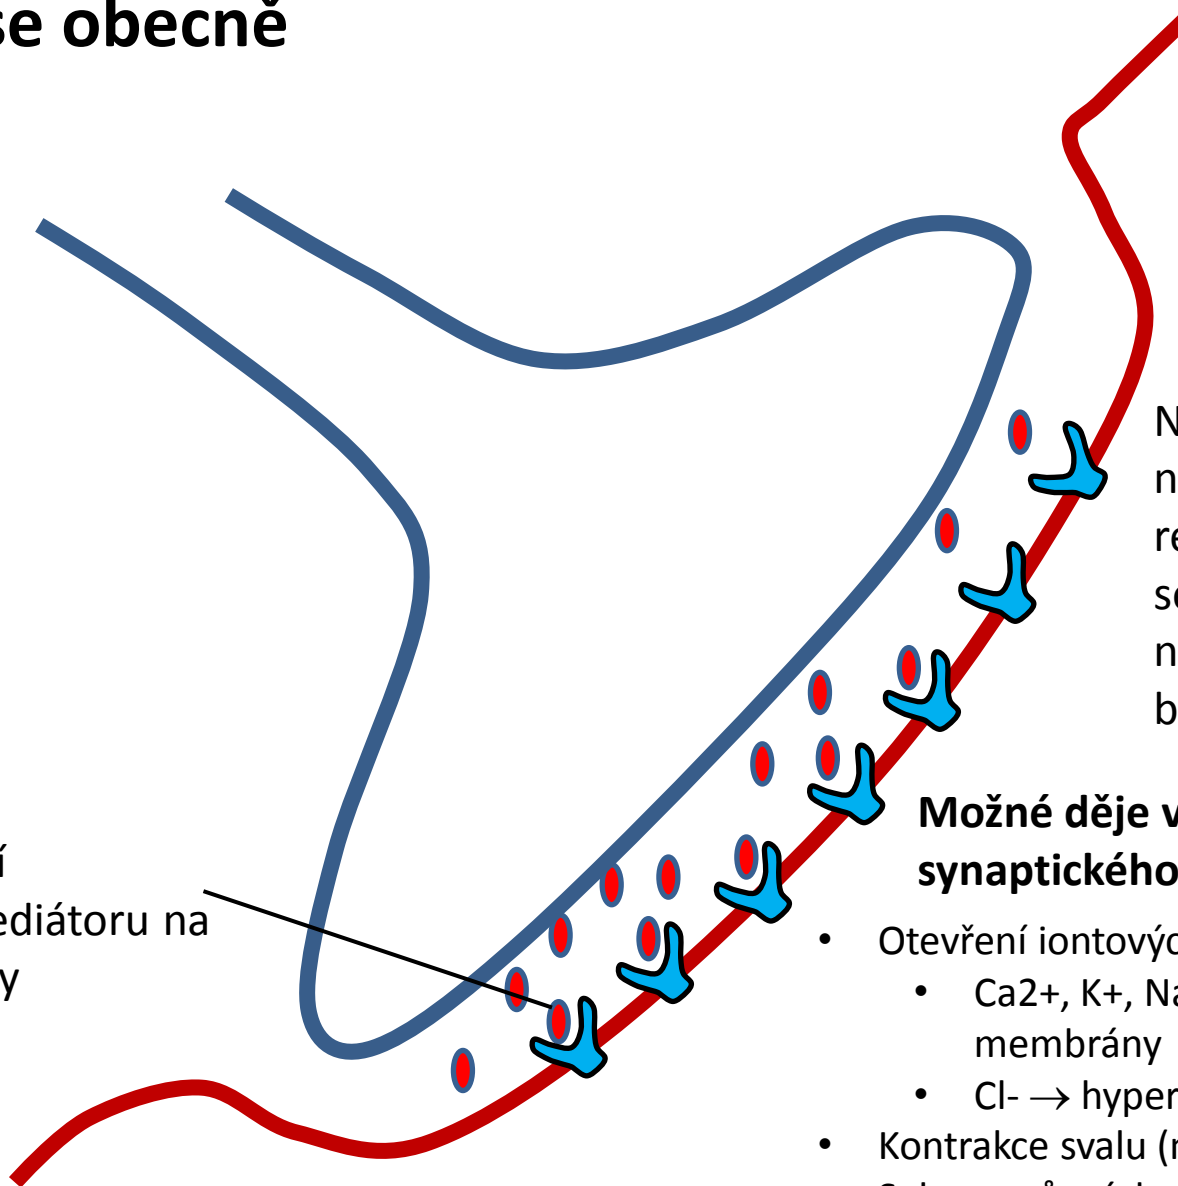 se obecně
í
ediátoru na
y
N
n
re
se
n
b
Možné děje v
synaptického
• Otevření iontovýc
• Ca2+, K+, Na
membrány
• Cl- → hyper
• Kontrakce svalu (n